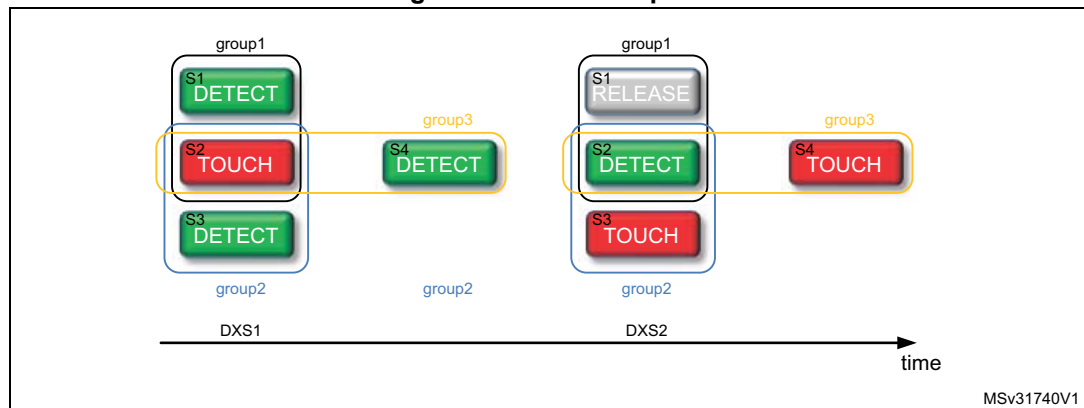 group1 group1
S1 S1
DETECT RELEASE
group3 group3
S2 S4 S2 S4
TOUCH DETECT DETECT TOUCH
S3 S3
DETECT TOUCH
group2 group2 group2
DXS1 DXS2
time
MSv31740V1